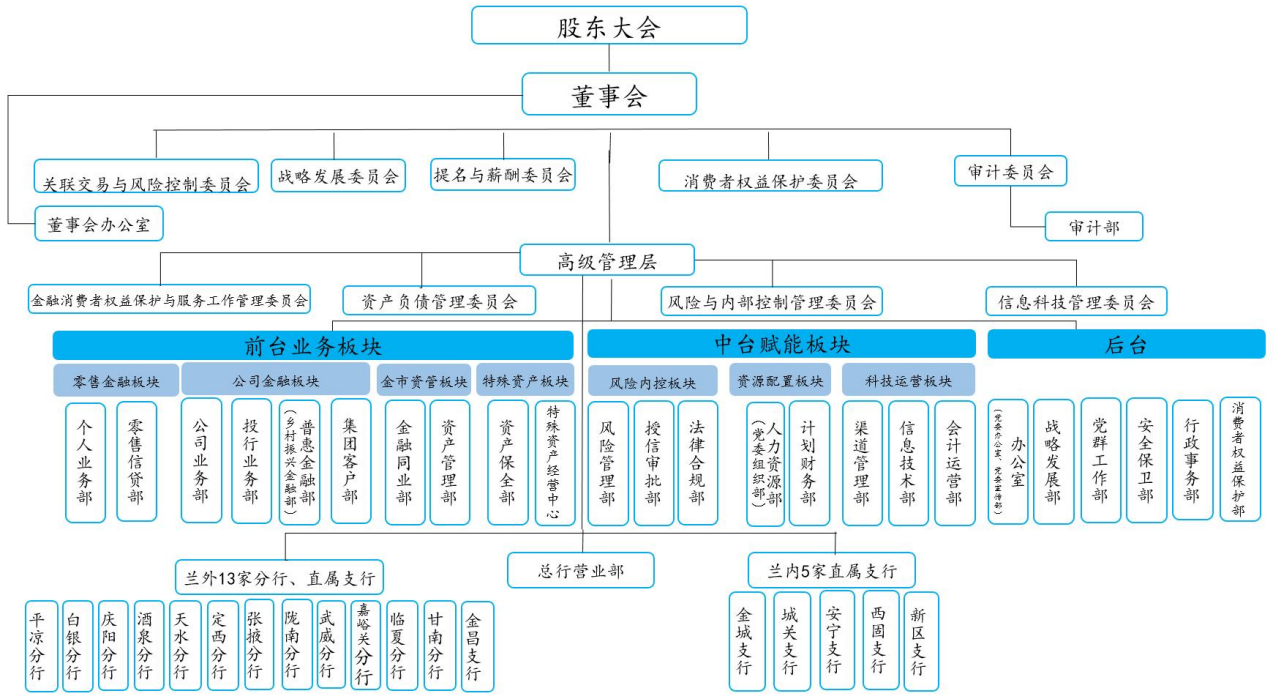 股东大会
董事会
关联交易与风险控制委员会
战略发展委员会
提名与薪酬委员会
消费者权益保护委员会
审计委员会
董事会办公室
审计部
高级管理层
金融消费者权益保护与服务工作管理委员会
资产负债管理委员会
风险与内部控制管理委员会
信息科技管理委员会
前台业务板块
中台赋能板块
后台
零售金融板块
公司金融板块
金市资管板块
特殊资产板块
风险内控板块
资源配置板块
科技运营板块
个人业务部
零售信贷部
公司业务部
投行业务部
普惠金融部
(乡村振兴金融部)
集团客户部
金融同业部
资产管理部
资产保全部
特殊资产经营中心
风险管理部
授信审批部
法律合规部
人力资源部
(党委组织部)
计划财务部
渠道管理部
信息技术部
会计运营部
办公室
(党委办公室、党委宣传部)
战略发展部
党群工作部
安全保卫部
行政事务部
消费者权益保护部
兰外13家分行、直属支行
总行营业部
兰内5家直属支行
平凉分行
白银分行
庆阳分行
酒泉分行
天水分行
定西分行
张掖分行
陇南分行
武威分行
嘉峪关分行
临夏分行
甘南分行
金昌支行
金城支行
城关支行
安宁支行
西固支行
新区支行